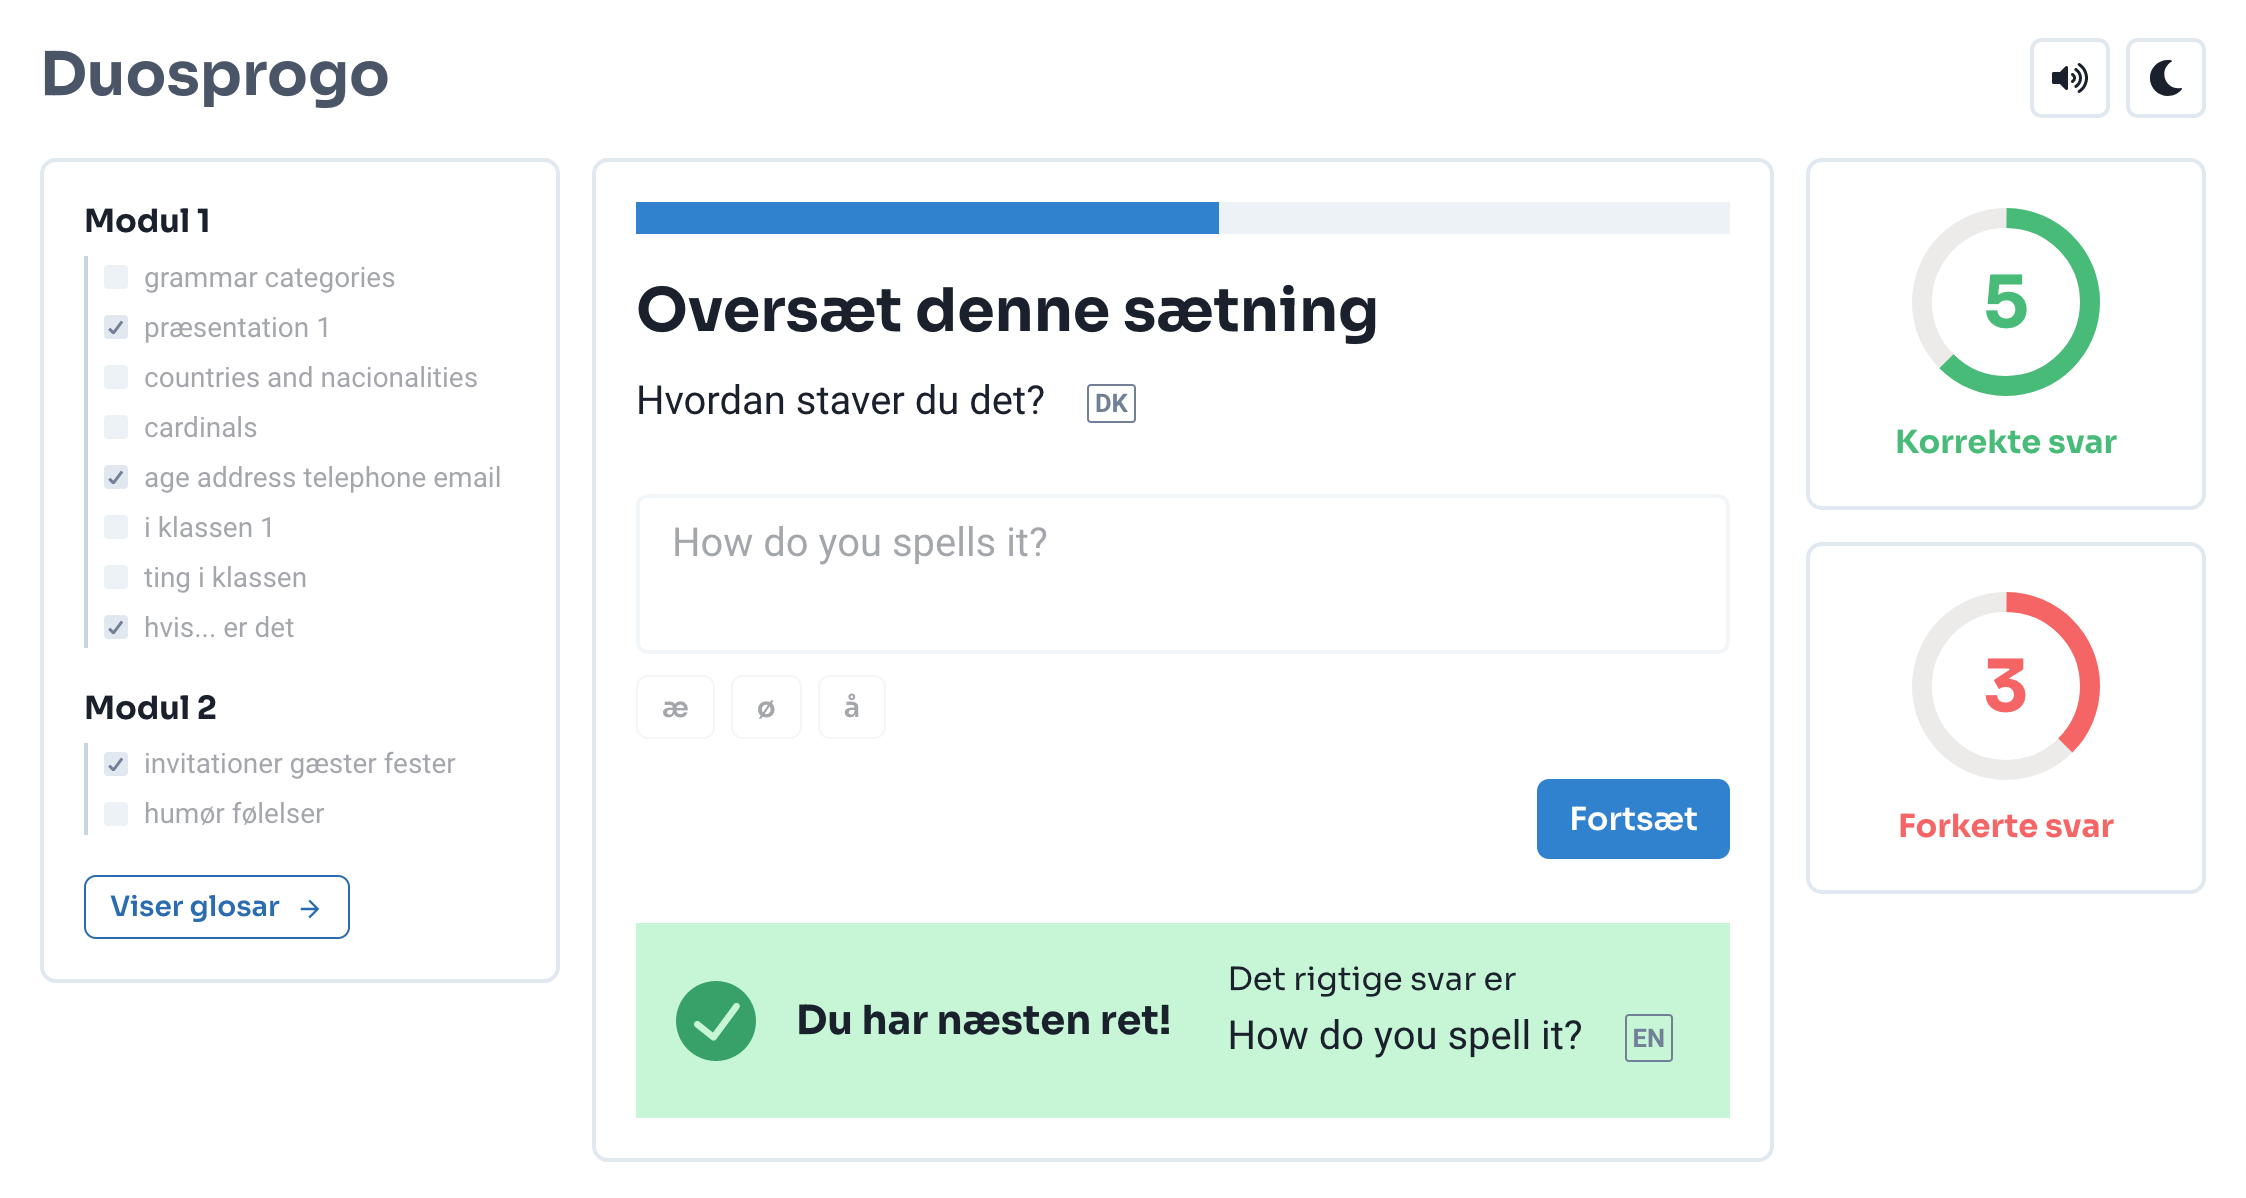 Duosprogo
Modul 1
grammar categories
præsentation 1
countries and nacionalities
cardinals
age address telephone email
i klassen 1
ting i klassen
hvis... er det
Modul 2
invitationer gæster fester
humør følelser
Viser glosar →
Oversæt denne sætning
Hvordan staver du det? DK
How do you spells it?
æ ø å
Fortsæt
Du har næsten ret!
Det rigtige svar er
How do you spell it? EN
5
Korrekte svar
3
Forkerte svar